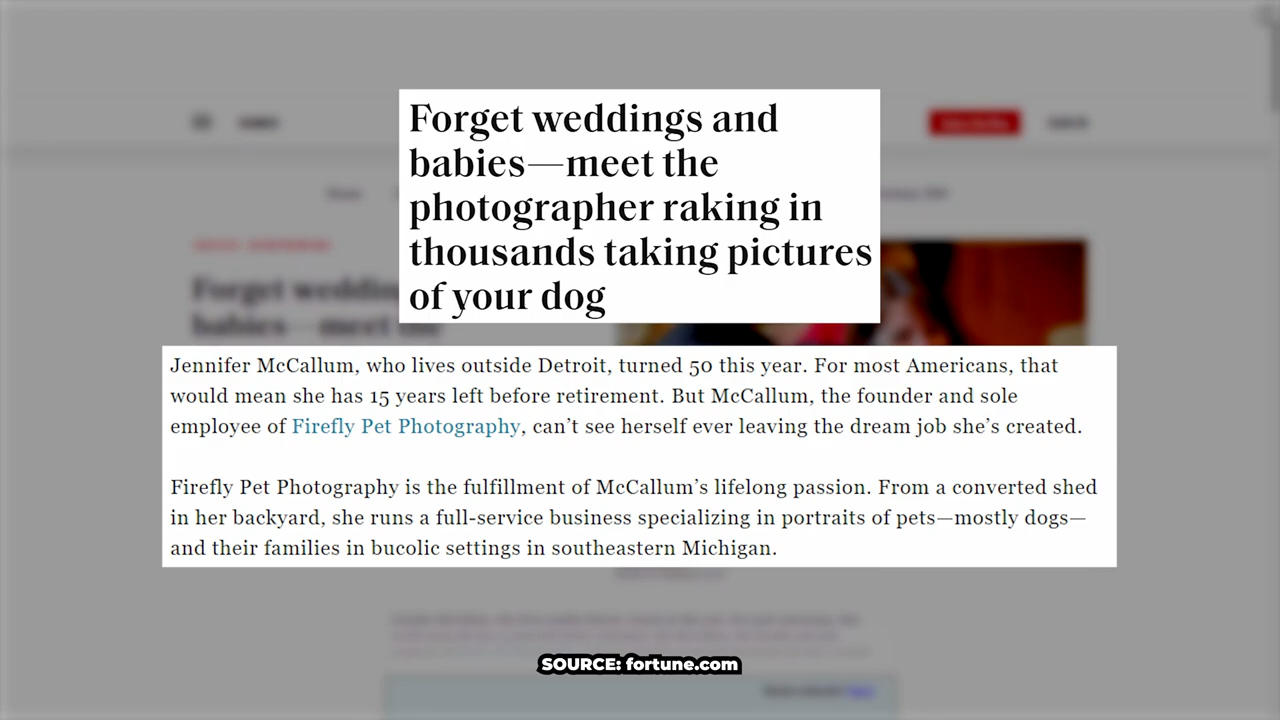 Forget weddings and
babies—meet the
photographer raking in
thousands taking pictures
of your dog
Jennifer McCallum, who lives outside Detroit, turned 50 this year. For most Americans, that
would mean she has 15 years left before retirement. But McCallum, the founder and sole
employee of Firefly Pet Photography, can’t see herself ever leaving the dream job she’s created.
Firefly Pet Photography is the fulfillment of McCallum’s lifelong passion. From a converted shed
in her backyard, she runs a full-service business specializing in portraits of pets—mostly dogs—
and their families in bucolic settings in southeastern Michigan.
SOURCE: fortune.com